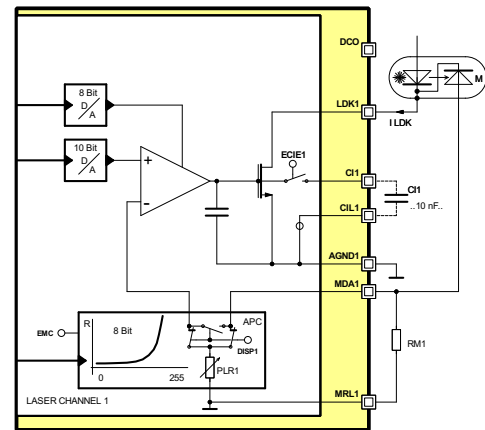 DCO
M
8 Bit
D
A
LDK1
I LDK
10 Bit
D
A
+
-
ECIE1
CI1
CI1
..10 nF..
CIL1
AGND1
MDA1
R
8 Bit
APC
EMC
DISP1
PLR1
RM1
0
255
MRL1
LASER CHANNEL 1